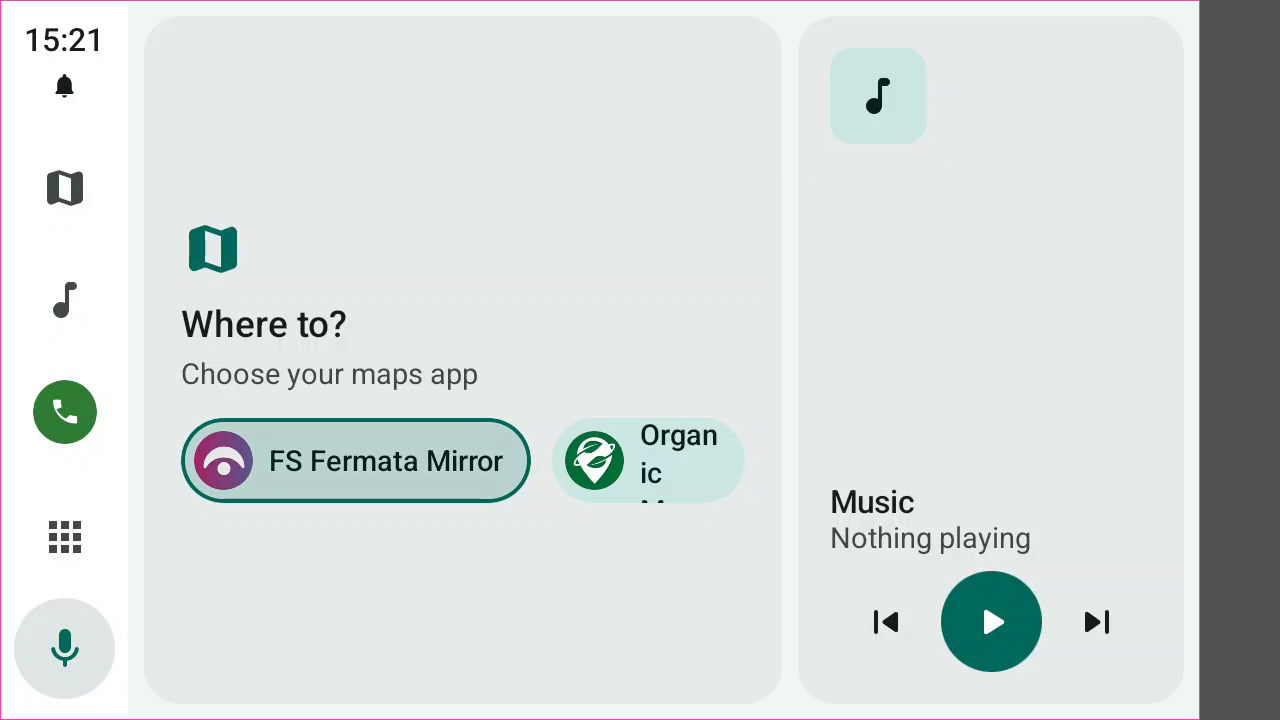 15:21
Where to?
Choose your maps app
FS Fermata Mirror
Organ
ic
Music
Nothing playing